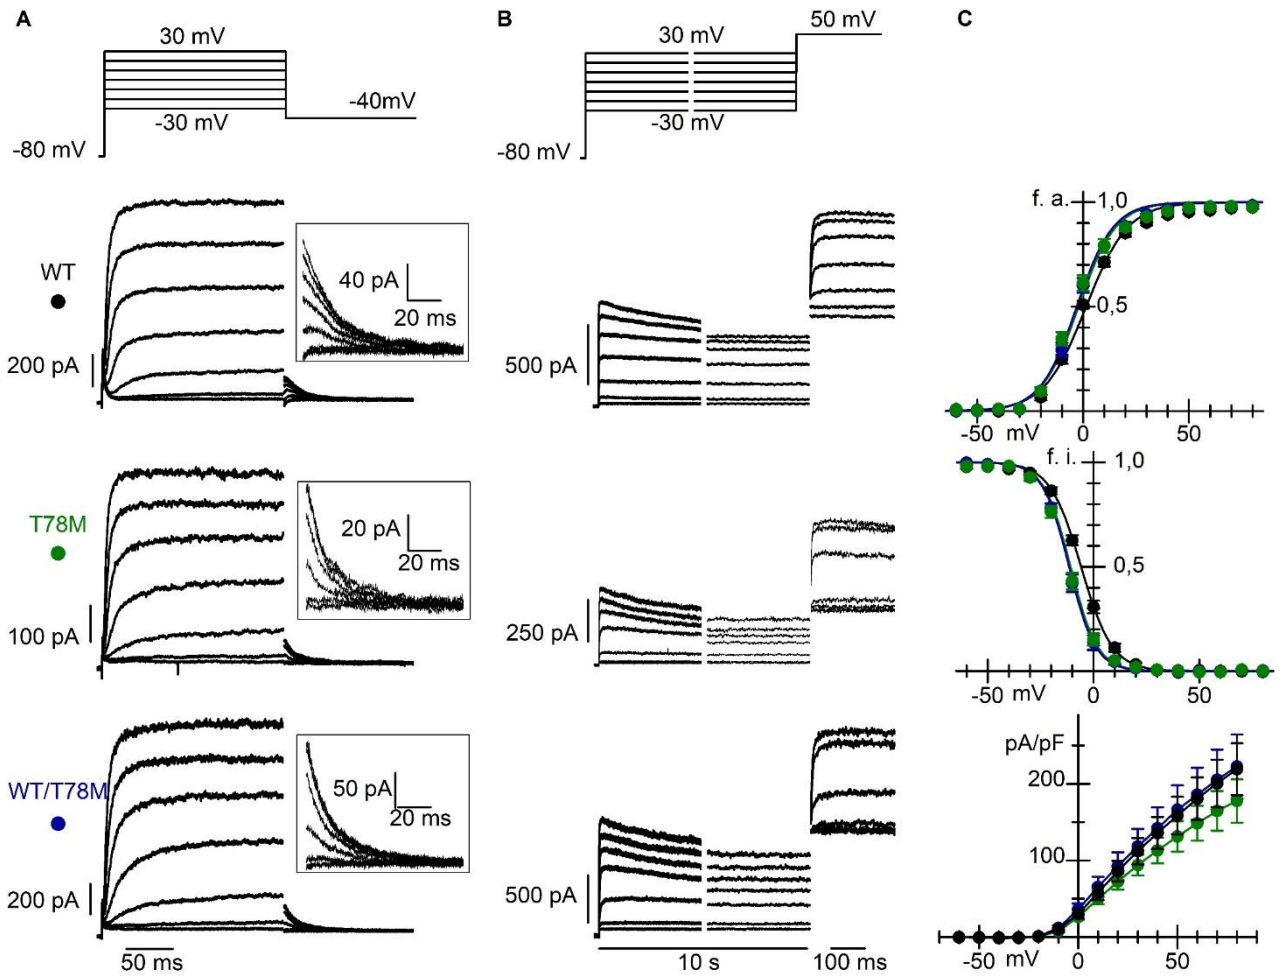 A
30 mV
-40mV
-30 mV
-80 mV
WT
200 pA
40 pA
20 ms
T78M
100 pA
20 pA
20 ms
WT/T78M
200 pA
50 pA
20 ms
50 ms
B
50 mV
30 mV
-30 mV
-80 mV
500 pA
250 pA
500 pA
10 s
100 ms
C
f. a.
1,0
0,5
-50
mV
0
50
f. i.
1,0
0,5
-50
mV
0
50
pA/pF
200
100
-50
mV
0
50